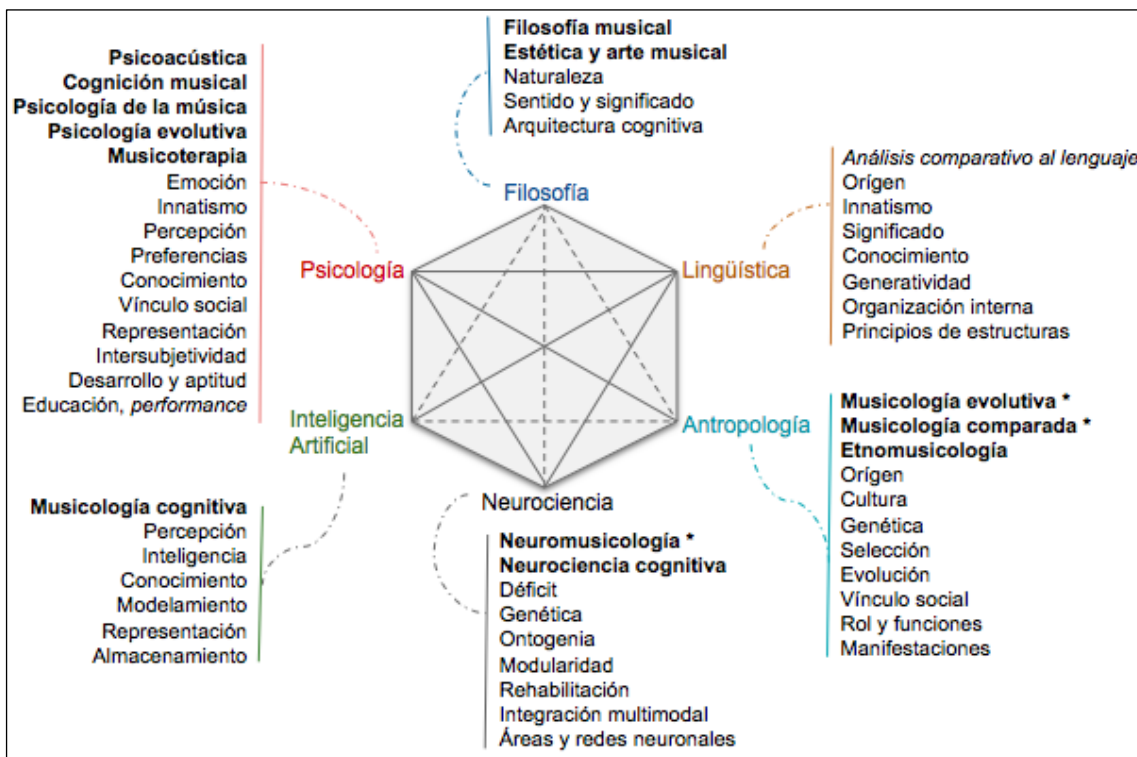 Filosofía musical
Estética y arte musical
Naturaleza
Sentido y significado
Arquitectura cognitiva
Filosofía
Psicoacústica
Cognición musical
Psicología de la música
Psicología evolutiva
Musicoterapia
Emoción
Innatismo
Percepción
Preferencias
Conocimiento
Vínculo social
Representación
Intersubjetividad
Desarrollo y aptitud
Educación, performance
Psicología
Análisis comparativo al lenguaje
Orígen
Innatismo
Significado
Conocimiento
Generatividad
Organización interna
Principios de estructuras
Lingüística
Inteligencia
Artificial
Musicología cognitiva
Percepción
Inteligencia
Conocimiento
Modelamiento
Representación
Almacenamiento
Antropología
Musicología evolutiva *
Musicología comparada *
Etnomusicología
Orígen
Cultura
Genética
Selección
Evolución
Vínculo social
Rol y funciones
Manifestaciones
Neurociencia
Neuromusicología *
Neurociencia cognitiva
Déficit
Genética
Ontogenia
Modularidad
Rehabilitación
Integración multimodal
Áreas y redes neuronales